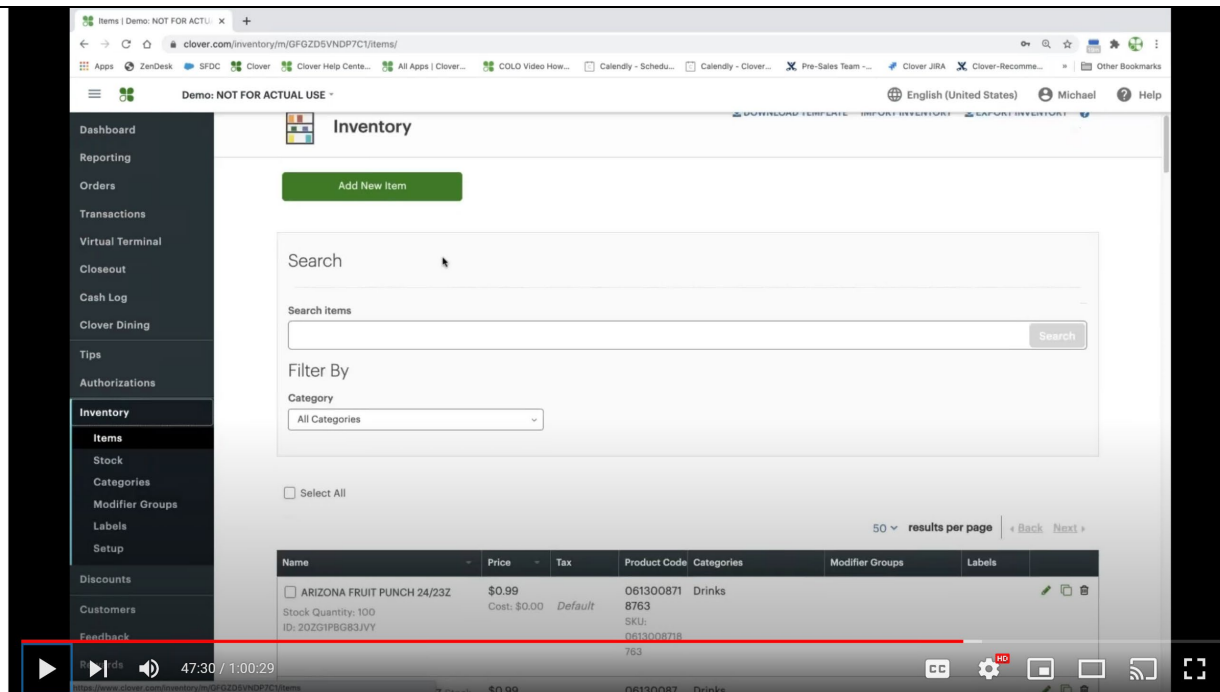 Items | Demo: NOT FOR ACTU
clover.com/inventory/m/GFGZD5VNDP7C1/items/
Apps ZenDesk SFDC Clover Clover Help Cente... All Apps | Clover... COLO Video How... Calendly - Schedu... Calendly - Clover... Pre-Sales Team -... Clover JIRA Clover-Recomme... » Other Bookmarks
Demo: NOT FOR ACTUAL USE English (United States) Michael Help
Dashboard
Reporting
Orders
Transactions
Virtual Terminal
Closeout
Cash Log
Clover Dining
Tips
Authorizations
Inventory
Items
Stock
Categories
Modifier Groups
Labels
Setup
Discounts
Customers
Feedback
DOWNLOAD TEMPLATE IMPORT INVENTORY EXPORT INVENTORY
Inventory
Add New Item
Search
Search items
Search
Filter By
Category
All Categories
Select All
50 results per page « Back Next »
Name Price Tax Product Code Categories Modifier Groups Labels
ARIZONA FRUIT PUNCH 24/23Z $0.99 061300871 Drinks
Stock Quantity: 100 Cost: $0.00 Default 8763
ID: 20ZG1PBG83JVY SKU:
0613008718
763
$0.99 06130087 Drinks
47:30 / 1:00:29
CC HD
https://www.clover.com/inventory/m/GFGZD5VNDP7C1/items